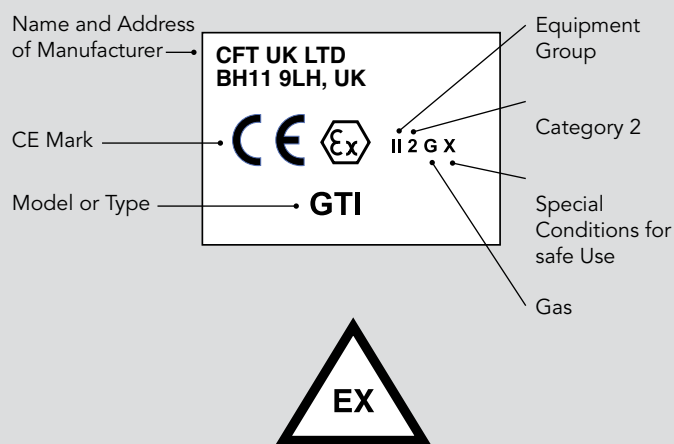 Name and Address
of Manufacturer
CFT UK LTD
BH11 9LH, UK
Equipment
Group
CE Mark
CE Ex II 2 G X
Category 2
Model or Type
GTI
Special
Conditions for
safe Use
Gas
EX